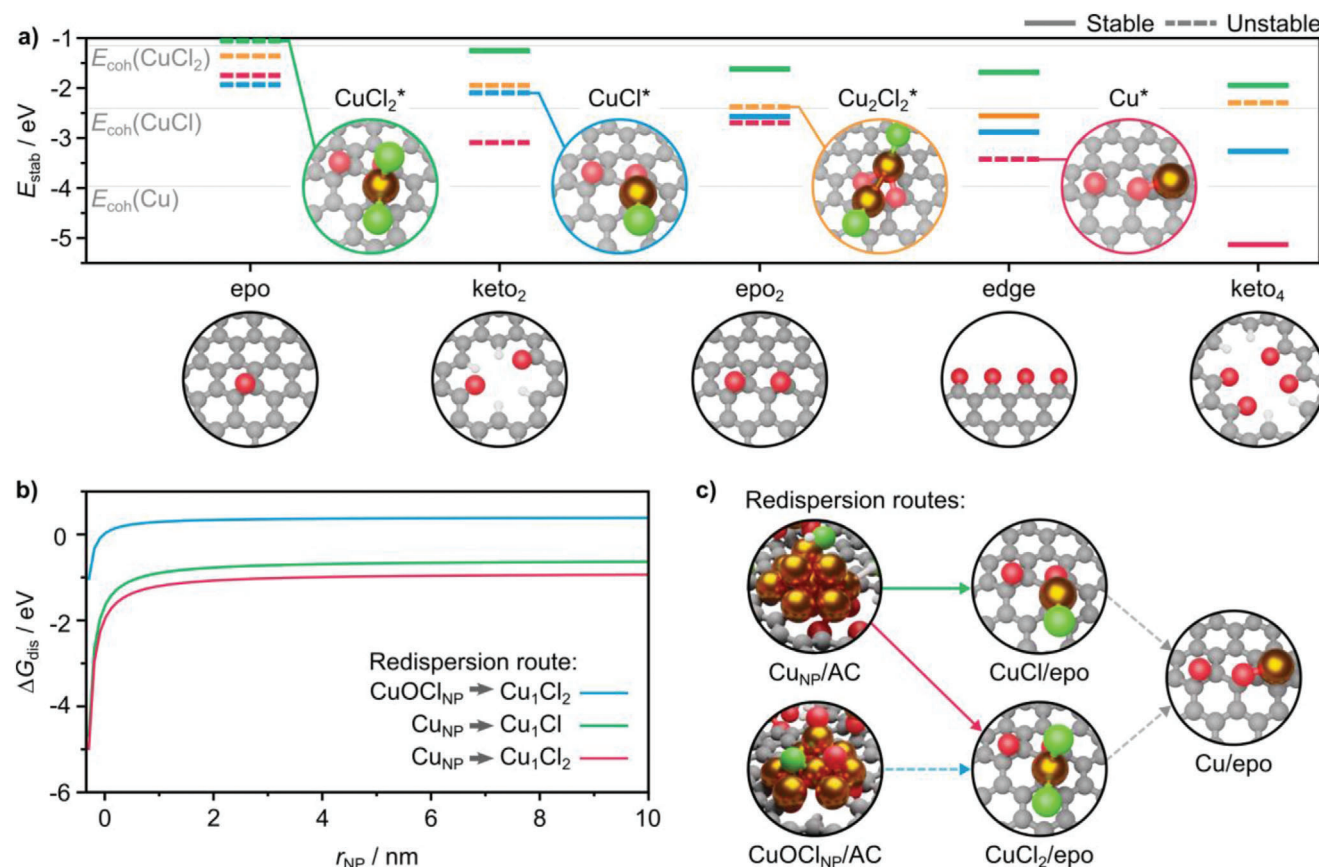 a)
Stable
Unstable
E_stab / eV
-1
-2
-3
-4
-5
E_coh(CuCl₂)
E_coh(CuCl)
E_coh(Cu)
CuCl₂*
CuCl*
Cu₂Cl₂*
Cu*
epo
keto₂
epo₂
edge
keto₄
b)
ΔG_dis / eV
0
-2
-4
-6
Redispersion route:
CuOCl_NP → Cu₁Cl₂
Cu_NP → Cu₁Cl
Cu_NP → Cu₁Cl₂
0 2 4 6 8 10
r_NP / nm
c)
Redispersion routes:
Cu_NP/AC
CuCl/epo
Cu/epo
CuOCl_NP/AC
CuCl₂/epo